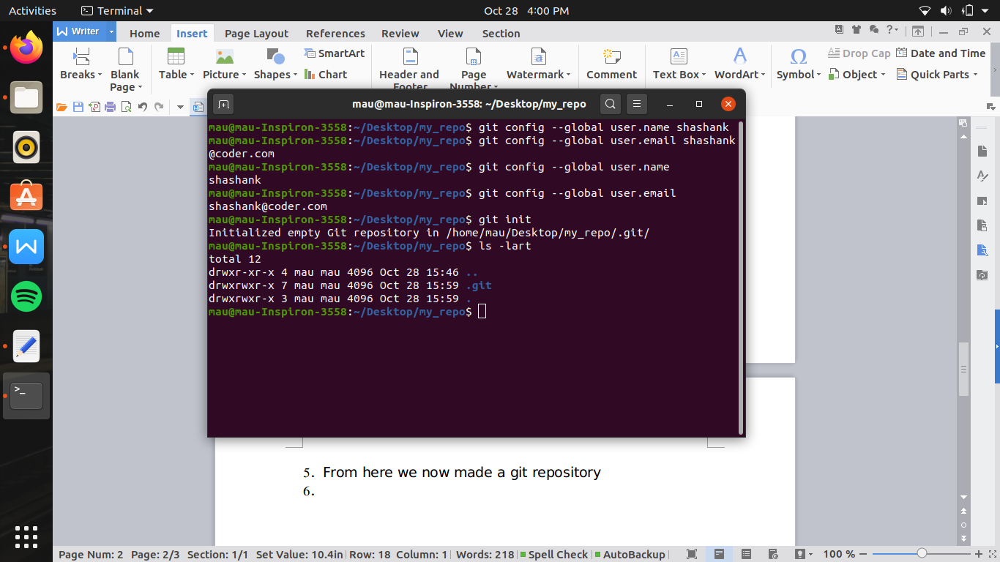 Activities Terminal Oct 28 4:00 PM
Writer Home Insert Page Layout References Review View Section
SmartArt Drop Cap Date and Time
Breaks Blank Page Table Picture Shapes Chart Header and Footer Page Number Watermark Comment Text Box WordArt Symbol Object Quick Parts
mau@mau-Inspiron-3558: ~/Desktop/my_repo
mau@mau-Inspiron-3558:~/Desktop/my_repo$ git config --global user.name shashank
mau@mau-Inspiron-3558:~/Desktop/my_repo$ git config --global user.email shashank
@coder.com
mau@mau-Inspiron-3558:~/Desktop/my_repo$ git config --global user.name
shashank
mau@mau-Inspiron-3558:~/Desktop/my_repo$ git config --global user.email
shashank@coder.com
mau@mau-Inspiron-3558:~/Desktop/my_repo$ git init
Initialized empty Git repository in /home/mau/Desktop/my_repo/.git/
mau@mau-Inspiron-3558:~/Desktop/my_repo$ ls -lart
total 12
drwxr-xr-x 4 mau mau 4096 Oct 28 15:46 ..
drwxrwxr-x 7 mau mau 4096 Oct 28 15:59 .git
drwxrwxr-x 3 mau mau 4096 Oct 28 15:59 .
mau@mau-Inspiron-3558:~/Desktop/my_repo$
5. From here we now made a git repository
6.
Page Num: 2 Page: 2/3 Section: 1/1 Set Value: 10.4in Row: 18 Column: 1 Words: 218 Spell Check AutoBackup 100 %